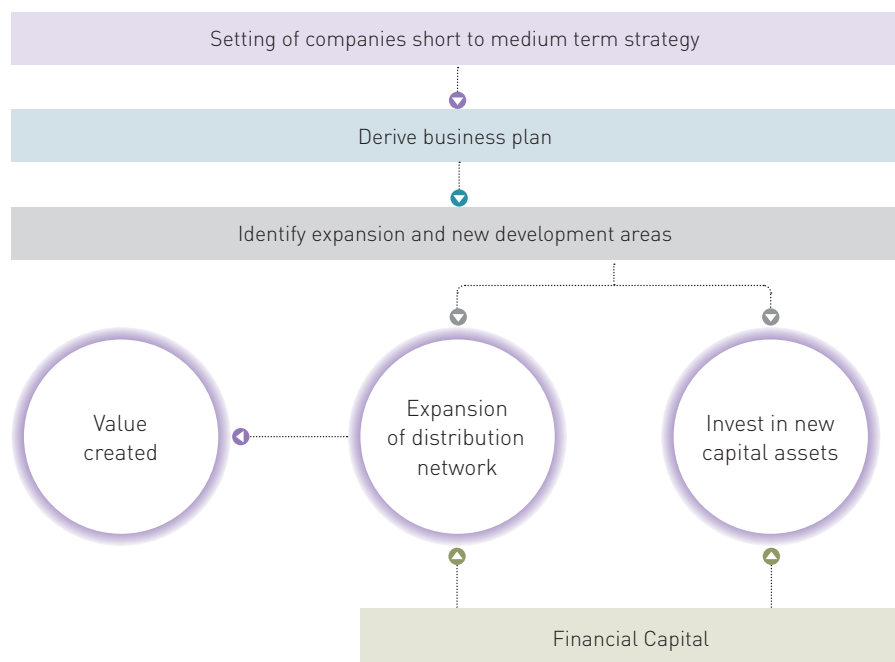 Setting of companies short to medium term strategy
Derive business plan
Identify expansion and new development areas
Value
created
Expansion
of distribution
network
Invest in new
capital assets
Financial Capital